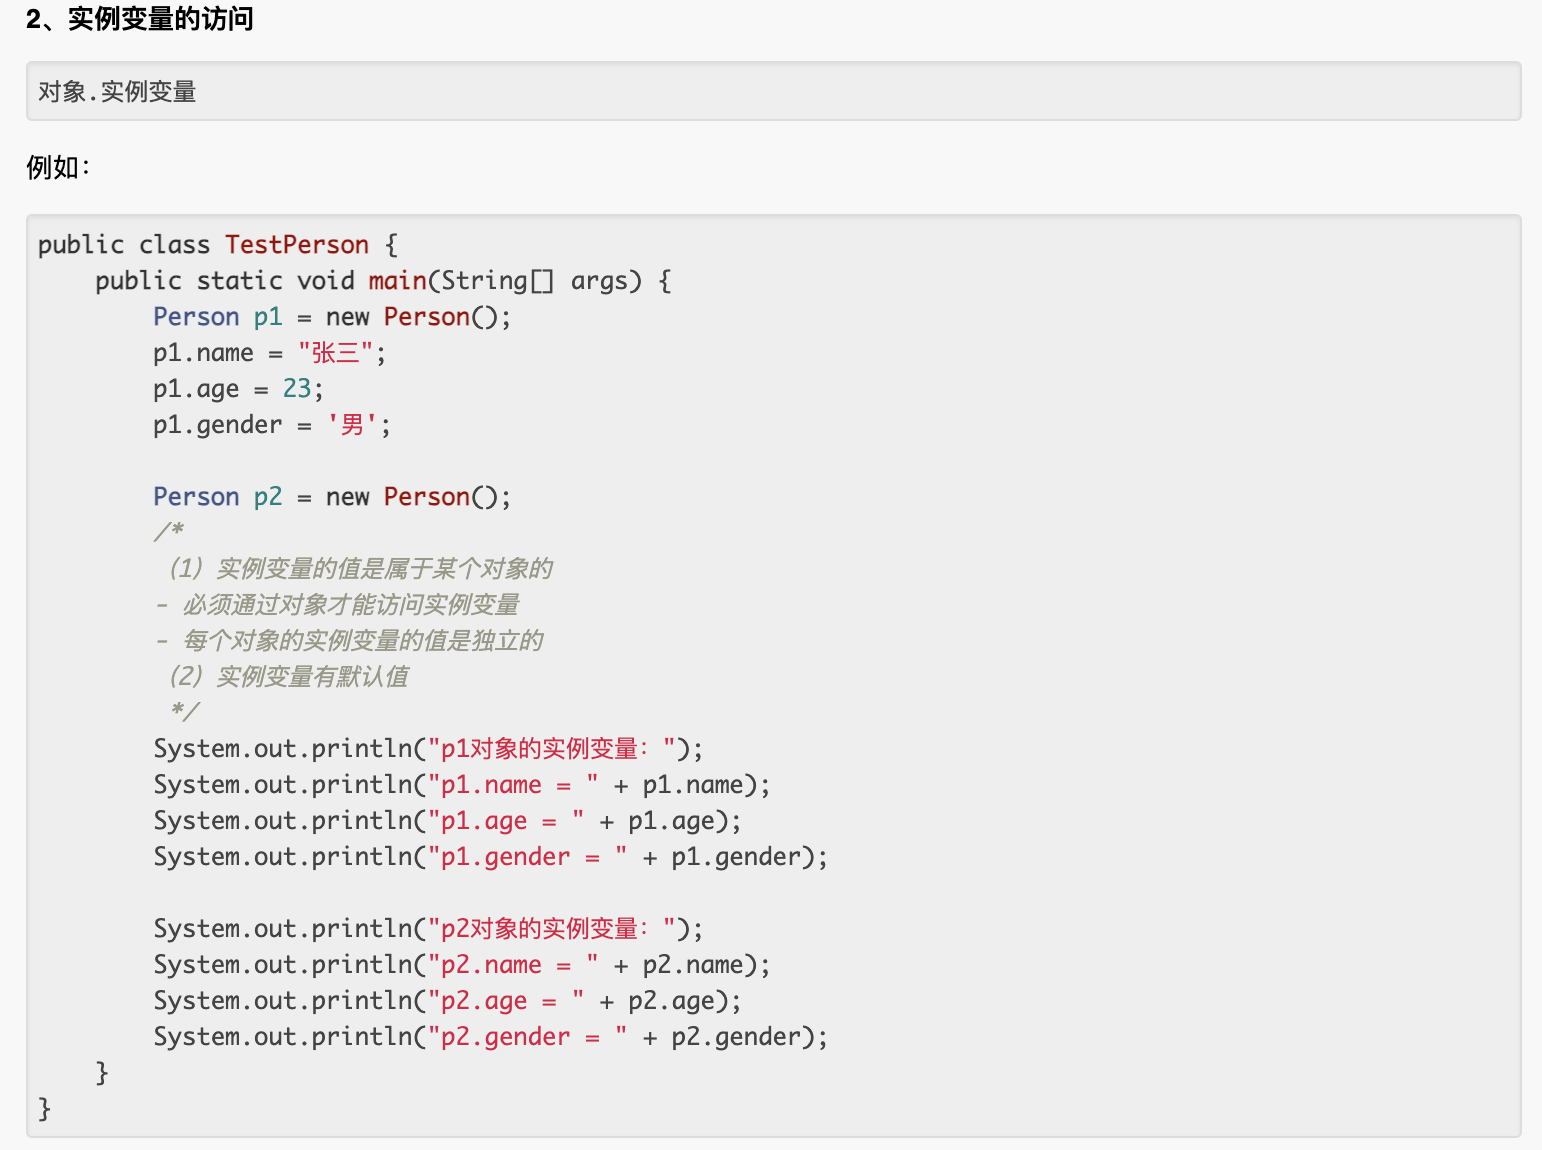 2、实例变量的访问
对象.实例变量
例如：
public class TestPerson {
    public static void main(String[] args) {
        Person p1 = new Person();
        p1.name = "张三";
        p1.age = 23;
        p1.gender = '男';

        Person p2 = new Person();
        /*
        （1）实例变量的值是属于某个对象的
        - 必须通过对象才能访问实例变量
        - 每个对象的实例变量的值是独立的
        （2）实例变量有默认值
         */
        System.out.println("p1对象的实例变量：");
        System.out.println("p1.name = " + p1.name);
        System.out.println("p1.age = " + p1.age);
        System.out.println("p1.gender = " + p1.gender);

        System.out.println("p2对象的实例变量：");
        System.out.println("p2.name = " + p2.name);
        System.out.println("p2.age = " + p2.age);
        System.out.println("p2.gender = " + p2.gender);
    }
}